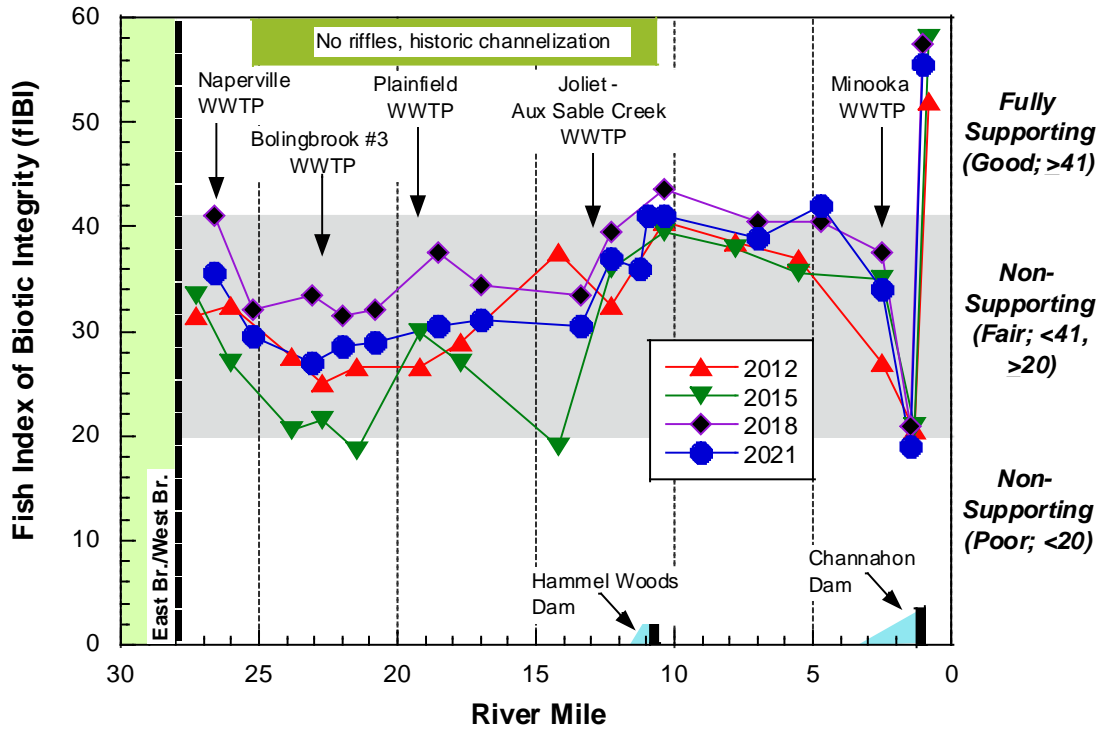 Fish Index of Biotic Integrity (fIBI)
60
50
40
30
20
10
0
No riffles, historic channelization
Naperville
WWTP
Bolingbrook #3
WWTP
Plainfield
WWTP
Joliet -
Aux Sable Creek
WWTP
Minooka
WWTP
Fully
Supporting
(Good; ≥41)
Non-
Supporting
(Fair; <41,
≥20)
Non-
Supporting
(Poor; <20)
2012
2015
2018
2021
East Br./West Br.
Hammel Woods
Dam
Channahon
Dam
30
25
20
15
10
5
0
River Mile